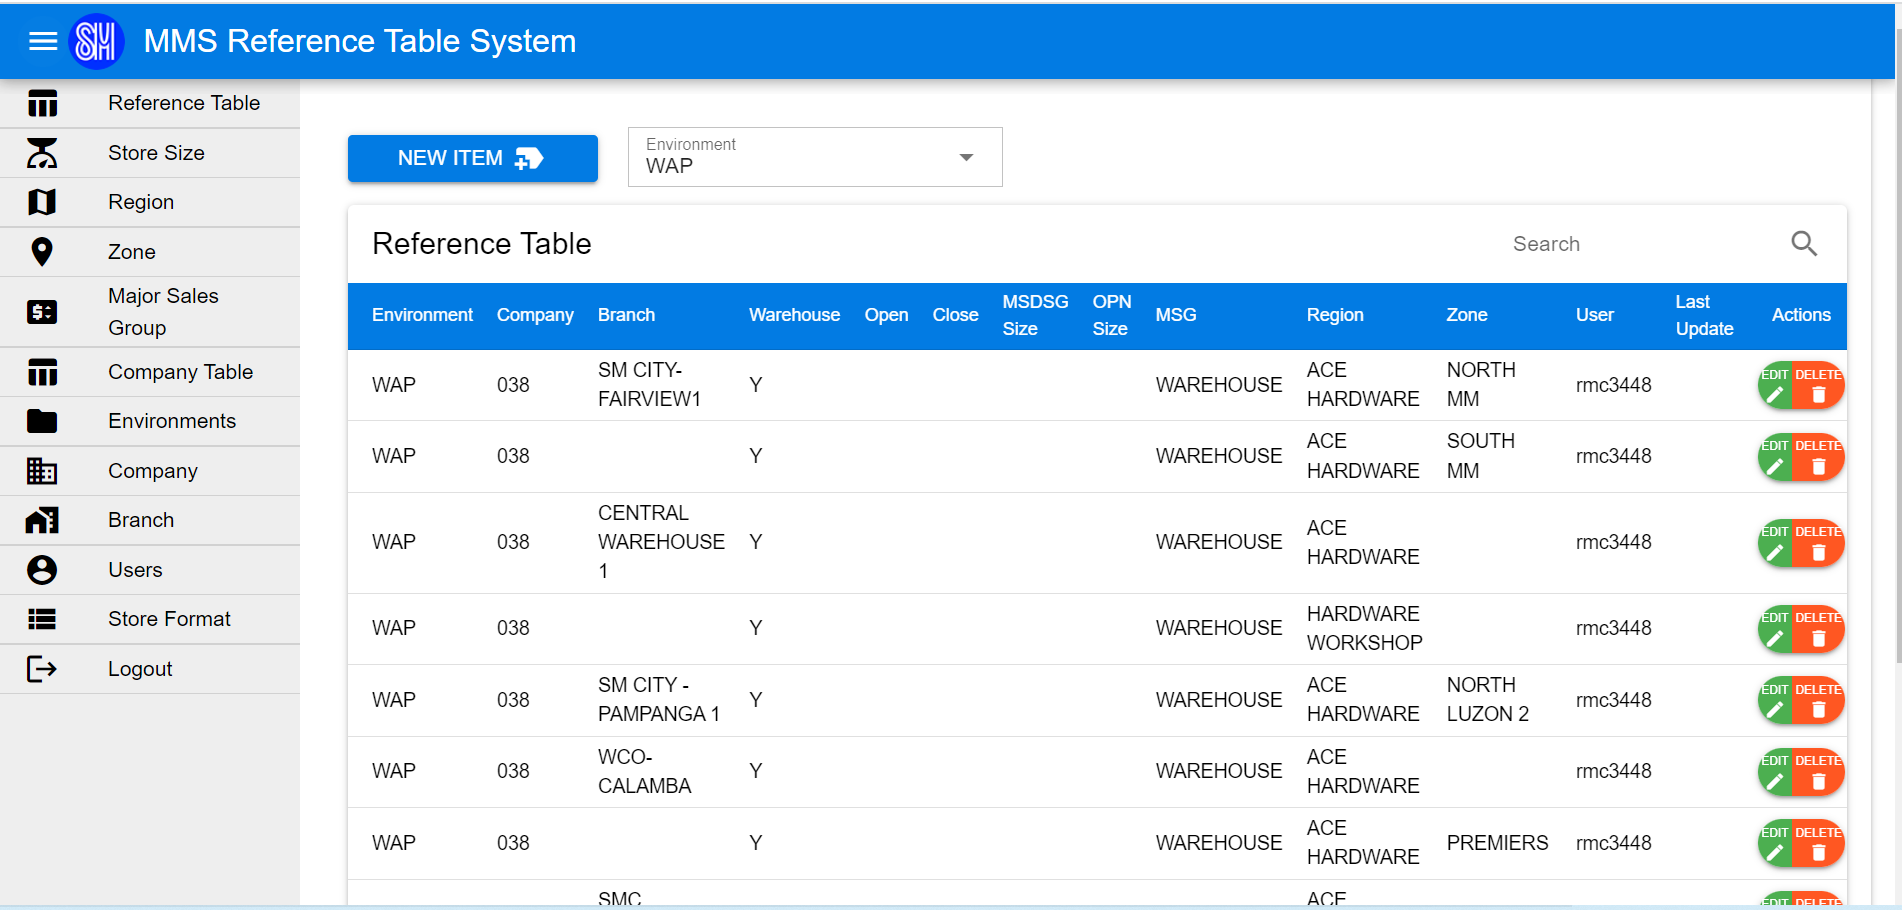 SM MMS Reference Table System
Reference Table
Store Size
Region
Zone
Major Sales
Group
Company Table
Environments
Company
Branch
Users
Store Format
Logout
NEW ITEM
Environment
WAP
Reference Table
Search
Environment Company Branch Warehouse Open Close MSDSG Size OPN Size MSG Region Zone User Last Update Actions
WAP 038 SM CITY-FAIRVIEW1 Y WAREHOUSE ACE HARDWARE NORTH MM rmc3448 EDIT DELETE
WAP 038 Y WAREHOUSE ACE HARDWARE SOUTH MM rmc3448 EDIT DELETE
WAP 038 CENTRAL WAREHOUSE 1 Y WAREHOUSE ACE HARDWARE rmc3448 EDIT DELETE
WAP 038 Y WAREHOUSE HARDWARE WORKSHOP rmc3448 EDIT DELETE
WAP 038 SM CITY - PAMPANGA 1 Y WAREHOUSE ACE HARDWARE NORTH LUZON 2 rmc3448 EDIT DELETE
WAP 038 WCO-CALAMBA Y WAREHOUSE ACE HARDWARE rmc3448 EDIT DELETE
WAP 038 Y WAREHOUSE ACE HARDWARE PREMIERS rmc3448 EDIT DELETE
SMC ACE EDIT DELETE